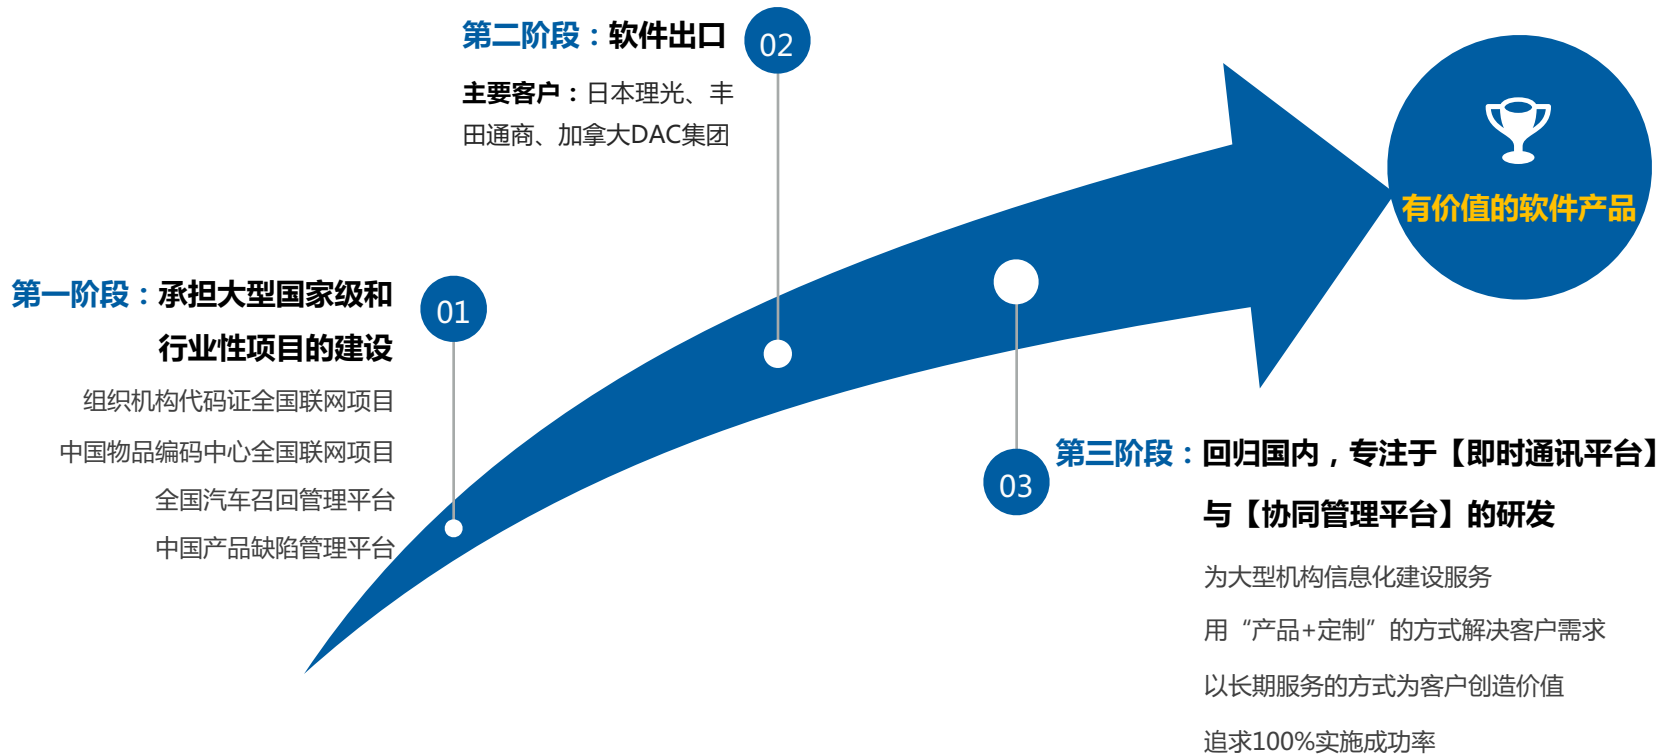 第一阶段：承担大型国家级和
行业性项目的建设
01
组织机构代码证全国联网项目
中国物品编码中心全国联网项目
全国汽车召回管理平台
中国产品缺陷管理平台
第二阶段：软件出口
02
主要客户：日本理光、丰
田通商、加拿大DAC集团
03
第三阶段：回归国内，专注于【即时通讯平台】
与【协同管理平台】的研发
为大型机构信息化建设服务
用“产品+定制”的方式解决客户需求
以长期服务的方式为客户创造价值
追求100%实施成功率
有价值的软件产品